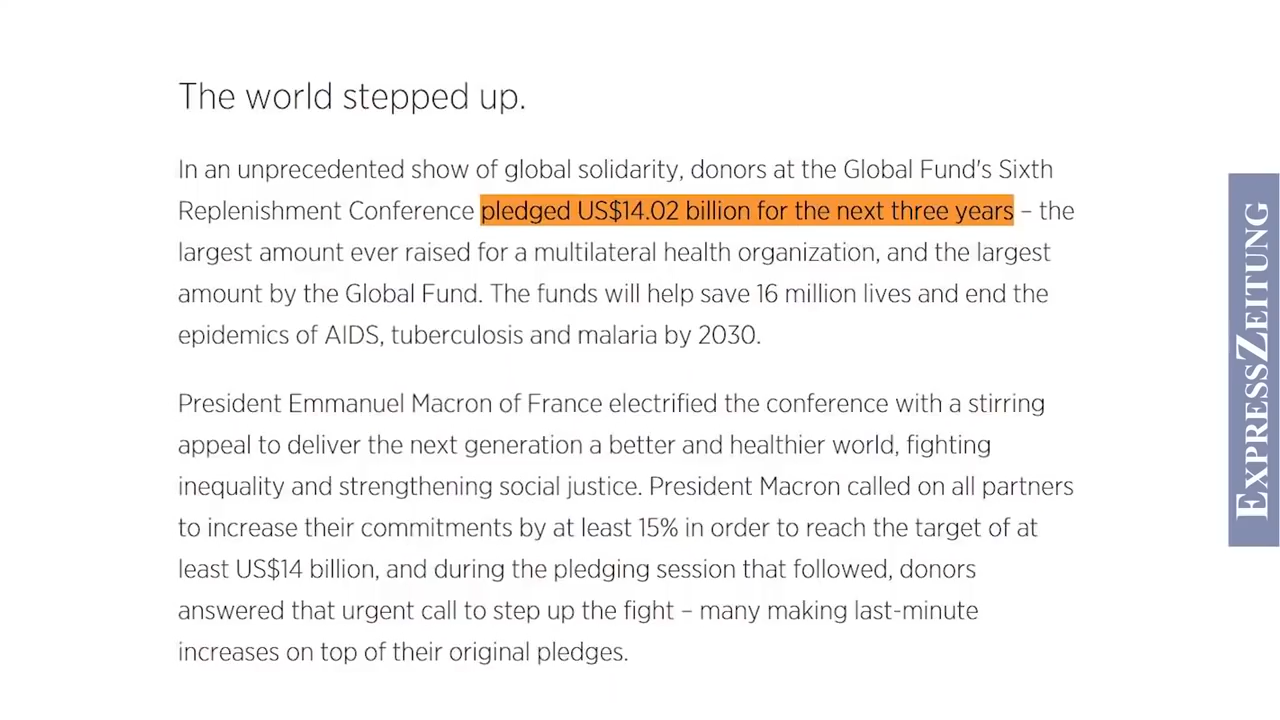 The world stepped up.
In an unprecedented show of global solidarity, donors at the Global Fund's Sixth
Replenishment Conference pledged US$14.02 billion for the next three years – the
largest amount ever raised for a multilateral health organization, and the largest
amount by the Global Fund. The funds will help save 16 million lives and end the
epidemics of AIDS, tuberculosis and malaria by 2030.
President Emmanuel Macron of France electrified the conference with a stirring
appeal to deliver the next generation a better and healthier world, fighting
inequality and strengthening social justice. President Macron called on all partners
to increase their commitments by at least 15% in order to reach the target of at
least US$14 billion, and during the pledging session that followed, donors
answered that urgent call to step up the fight – many making last-minute
increases on top of their original pledges.
EXPRESSZEITUNG